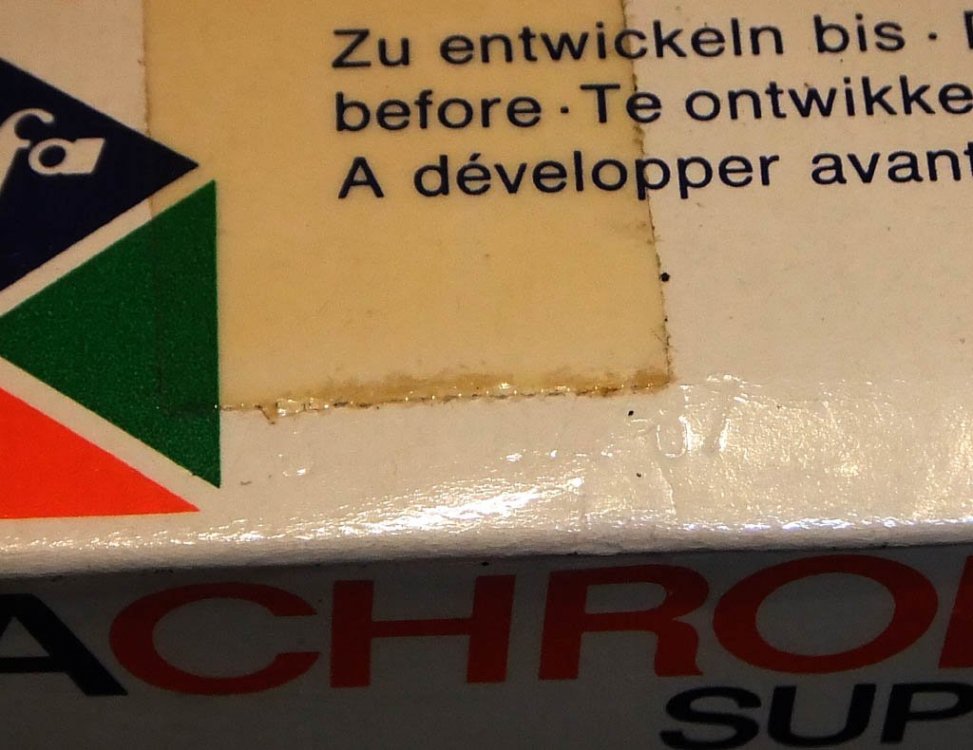 fa
Zu entwickeln bis ·
before · Te ontwikke
A développer avant
ACHRO
SUP